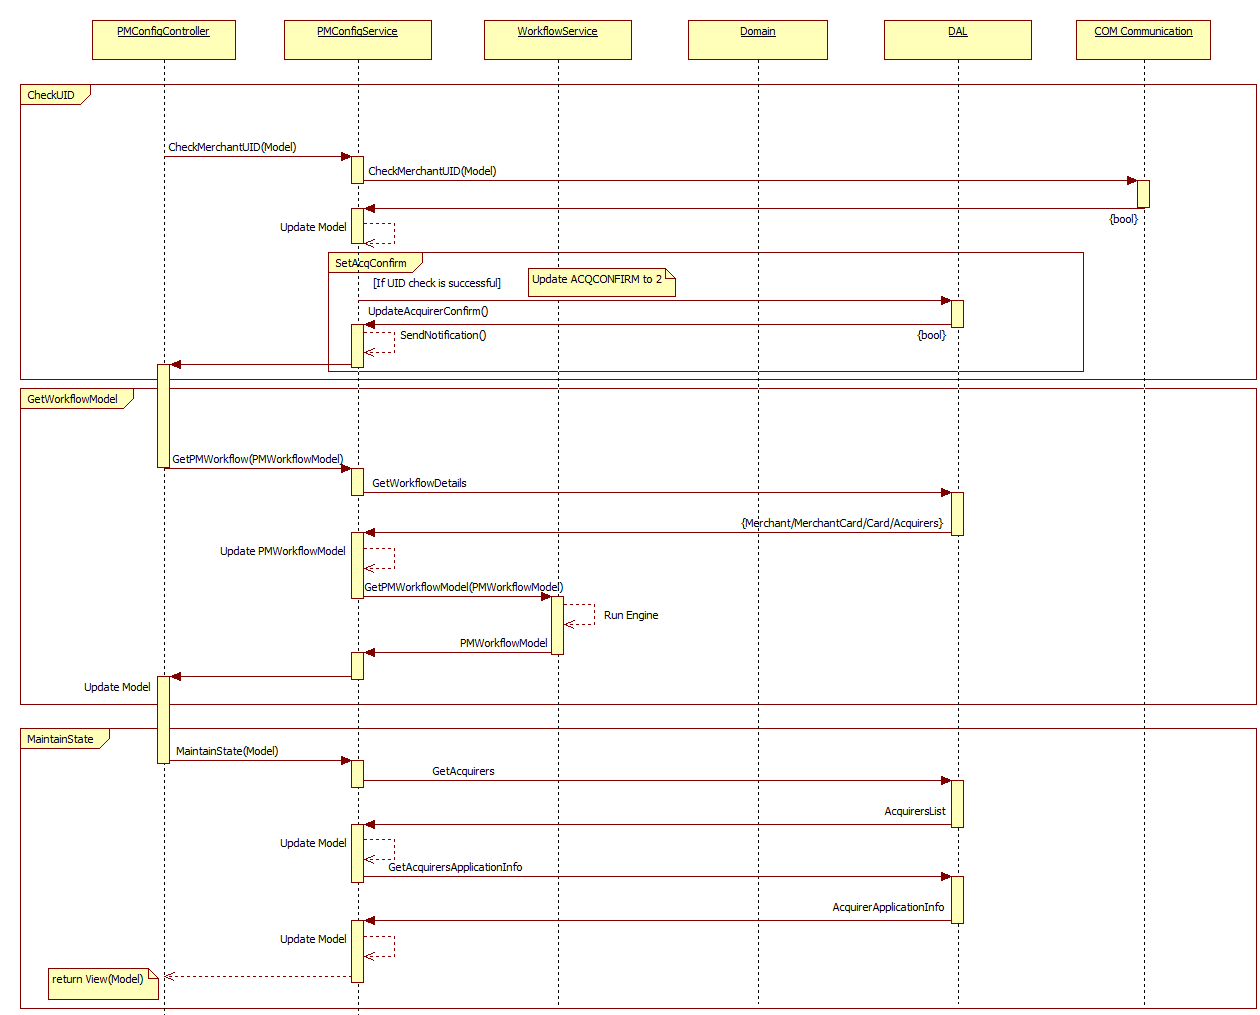 PMConfigController
PMConfigService
WorkflowService
Domain
DAL
COM Communication
CheckUID
CheckMerchantUID(Model)
CheckMerchantUID(Model)
{bool}
Update Model
SetAcqConfirm
[If UID check is successful]
Update ACQCONFIRM to 2
UpdateAcquirerConfirm()
SendNotification()
{bool}
GetWorkflowModel
GetPMWorkflow(PMWorkflowModel)
GetWorkflowDetails
{Merchant/MerchantCard/Card/Acquirers}
Update PMWorkflowModel
GetPMWorkflowModel(PMWorkflowModel)
Run Engine
PMWorkflowModel
Update Model
MaintainState
MaintainState(Model)
GetAcquirers
AcquirersList
Update Model
GetAcquirersApplicationInfo
AcquirerApplicationInfo
Update Model
return View(Model)